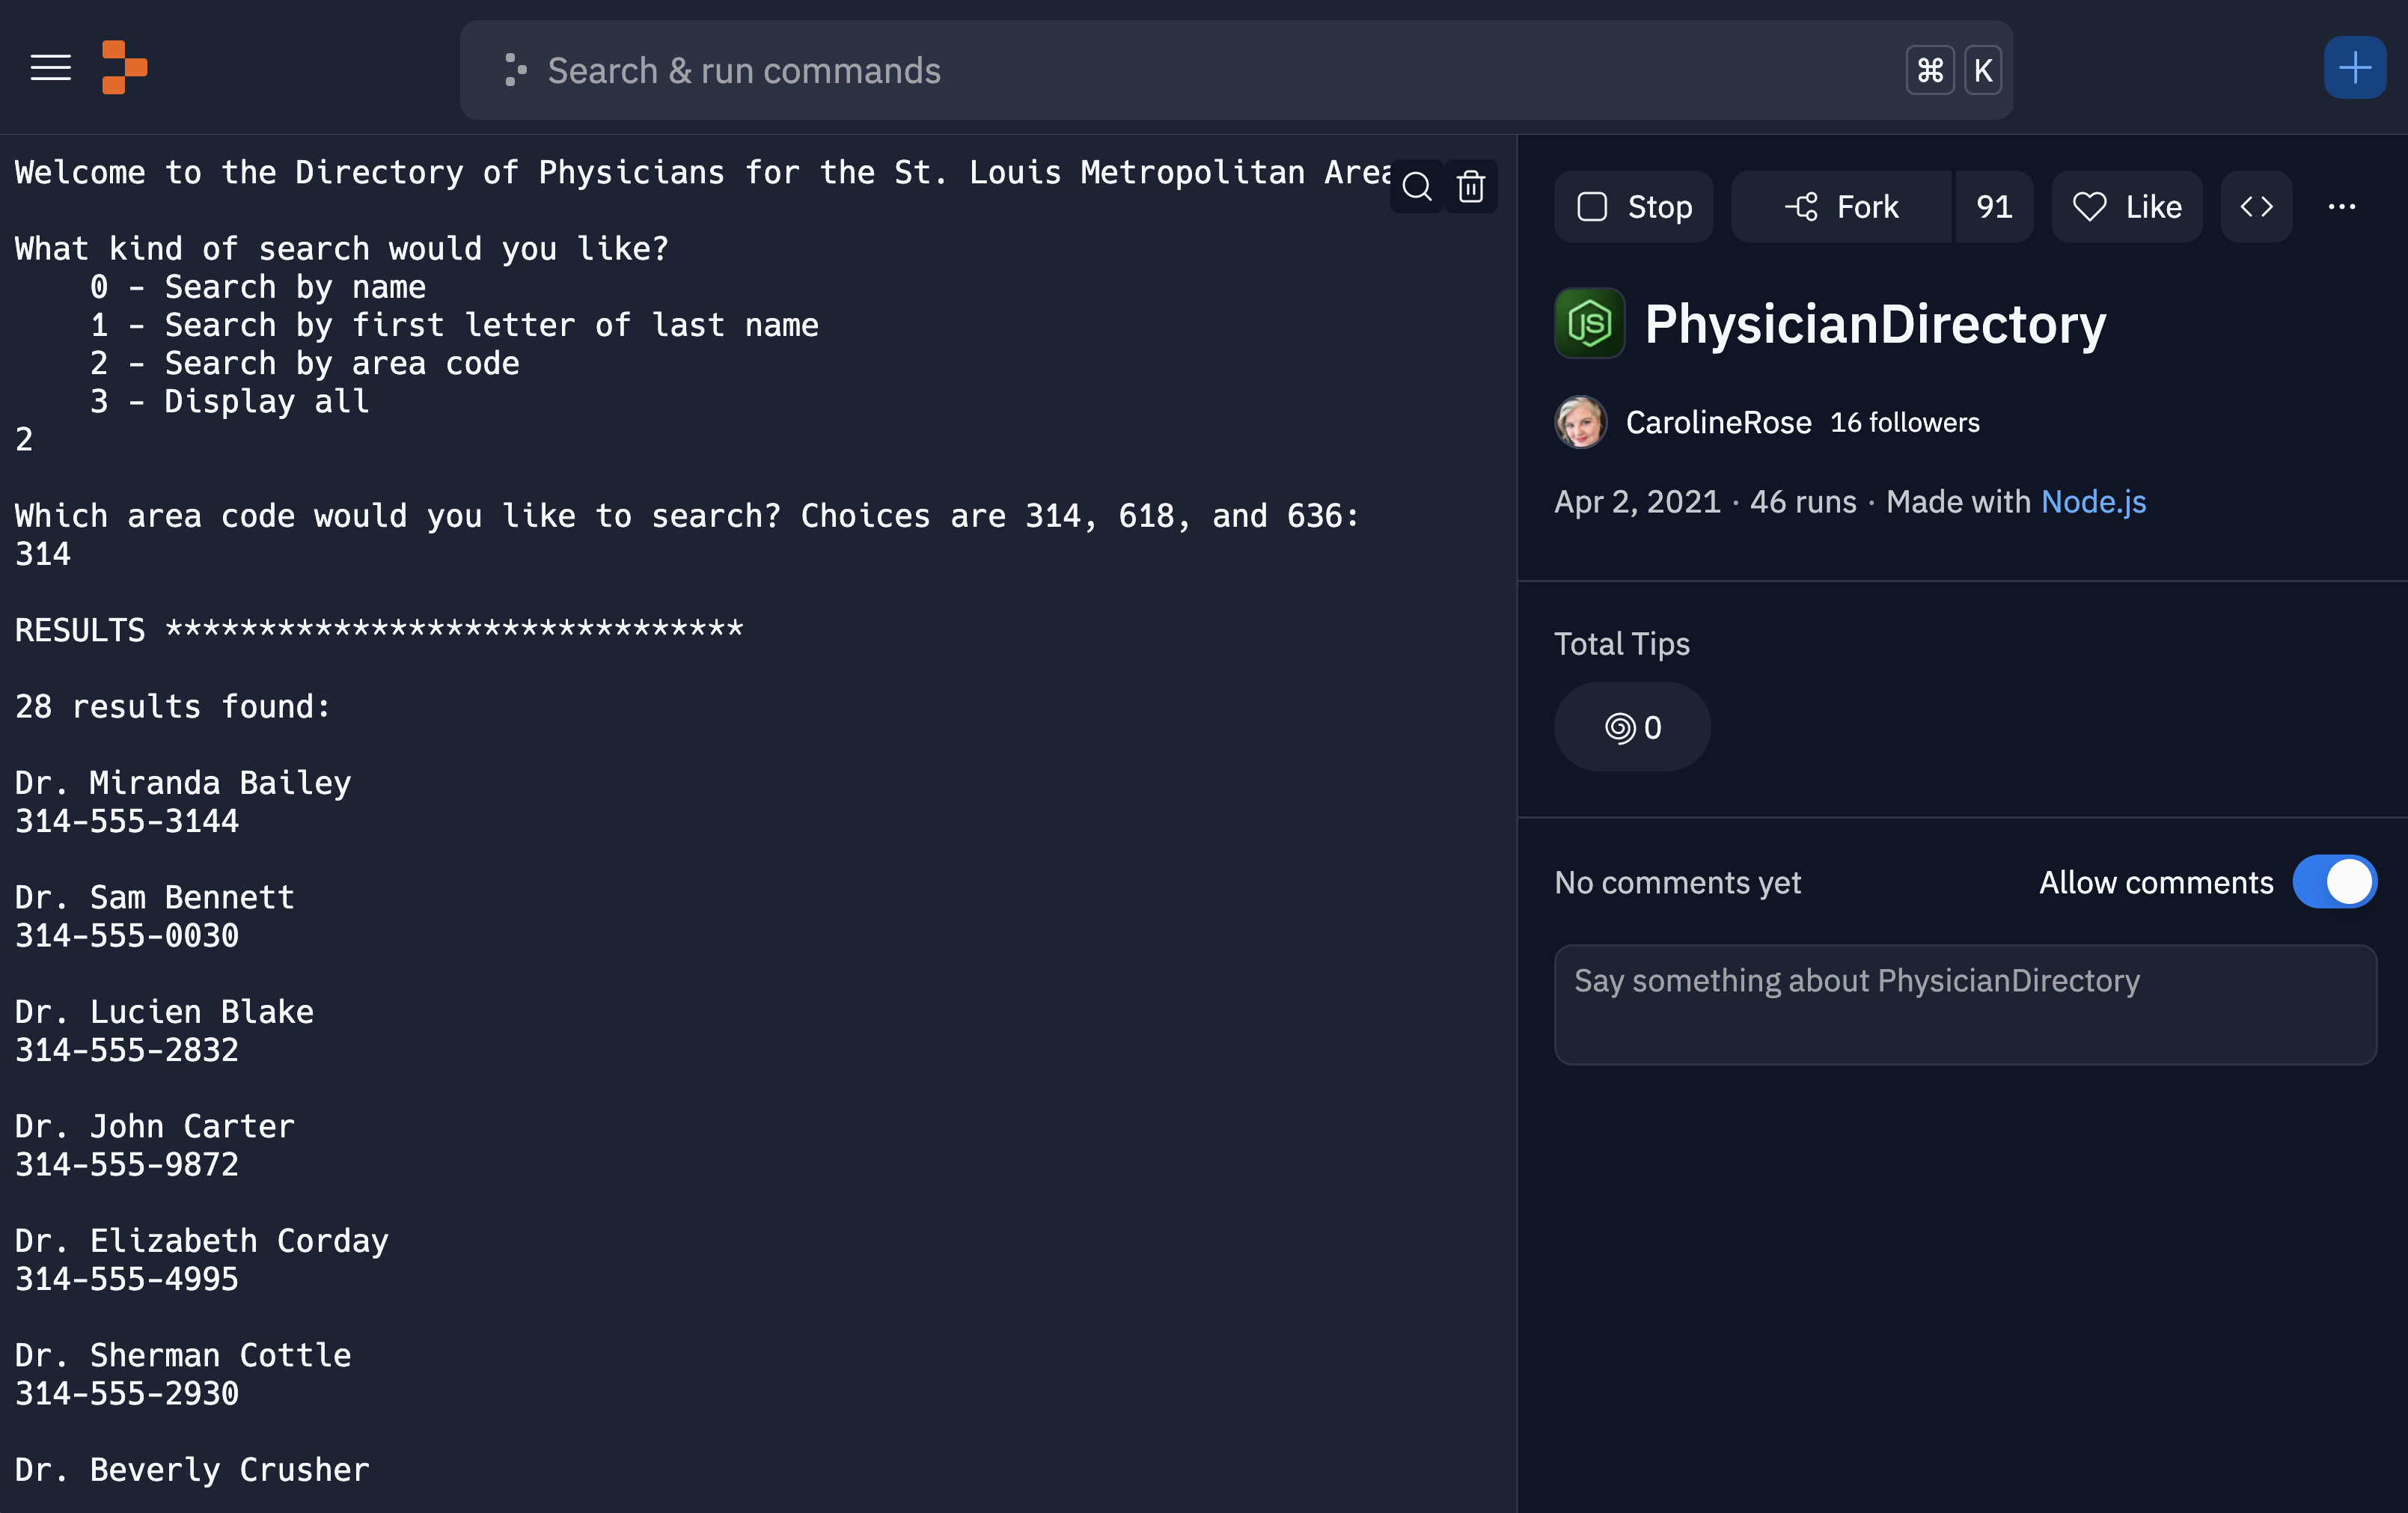 Search & run commands
⌘ K
Welcome to the Directory of Physicians for the St. Louis Metropolitan Area
What kind of search would you like?
0 - Search by name
1 - Search by first letter of last name
2 - Search by area code
3 - Display all
2
Which area code would you like to search? Choices are 314, 618, and 636:
314
RESULTS *******************************
28 results found:
Dr. Miranda Bailey
314-555-3144
Dr. Sam Bennett
314-555-0030
Dr. Lucien Blake
314-555-2832
Dr. John Carter
314-555-9872
Dr. Elizabeth Corday
314-555-4995
Dr. Sherman Cottle
314-555-2930
Dr. Beverly Crusher
Stop Fork 91 Like
JS PhysicianDirectory
CarolineRose 16 followers
Apr 2, 2021 · 46 runs · Made with Node.js
Total Tips
0
No comments yet Allow comments
Say something about PhysicianDirectory